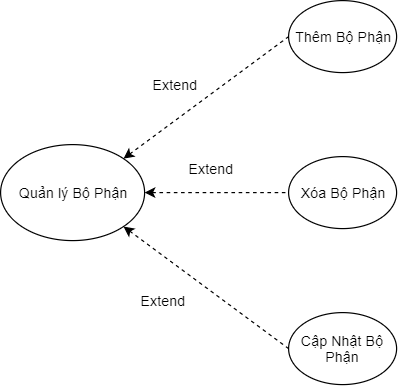 Thêm Bộ Phận
Extend
Extend
Quản lý Bộ Phận
Xóa Bộ Phận
Extend
Cập Nhật Bộ
Phận